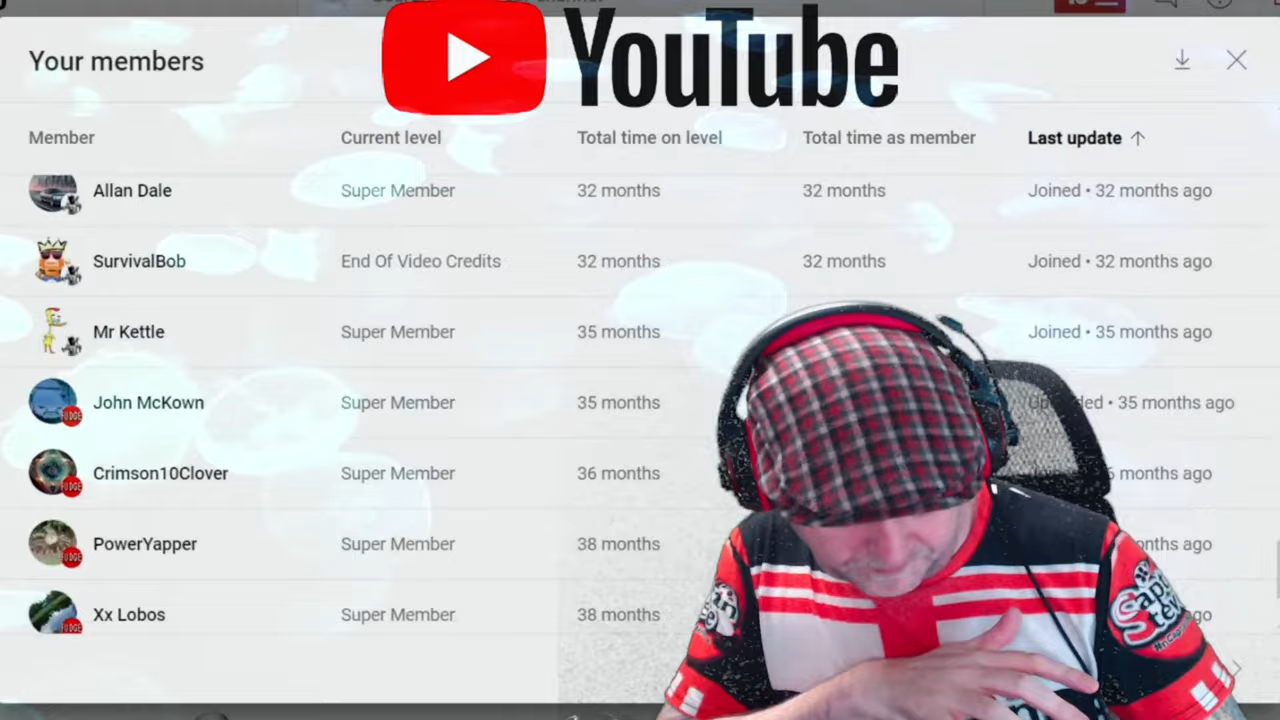 YouTube
Your members
Member Current level Total time on level Total time as member Last update ↑
Allan Dale Super Member 32 months 32 months Joined • 32 months ago
SurvivalBob End Of Video Credits 32 months 32 months Joined • 32 months ago
Mr Kettle Super Member 35 months Joined • 35 months ago
John McKown Super Member 35 months • 35 months ago
Crimson10Clover Super Member 36 months months ago
PowerYapper Super Member 38 months ago
Xx Lobos Super Member 38 months